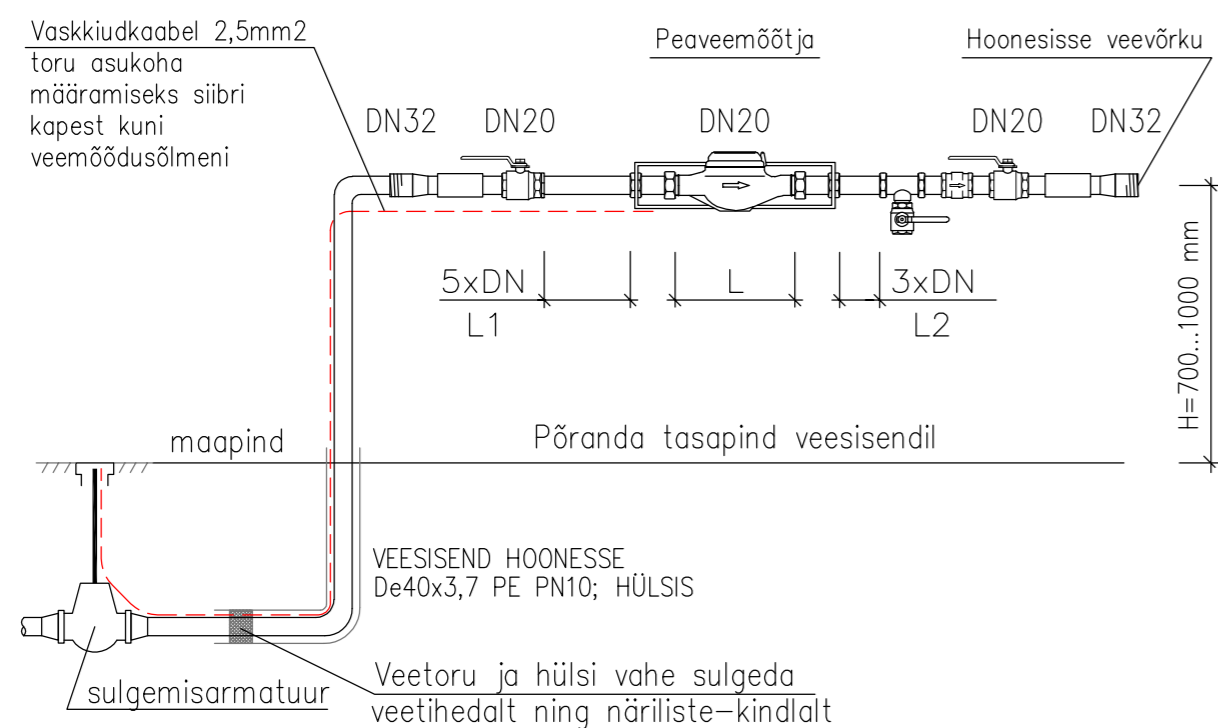 Vaskkiudkaabel 2,5mm2
toru asukoha
määramiseks siibri
kapest kuni
veemõõdusõlmeni
Peaveemõõtja
Hoonesisse veevõrku
DN32
DN20
DN20
DN20
DN32
5xDN
L1
L
3xDN
L2
H=700...1000 mm
maapind
Põranda tasapind veesisendil
VEESISEND HOONESSE
De40x3,7 PE PN10; HÜLSIS
sulgemisarmatuur
Veetoru ja hülsi vahe sulgeda
veetihedalt ning näriliste-kindlalt